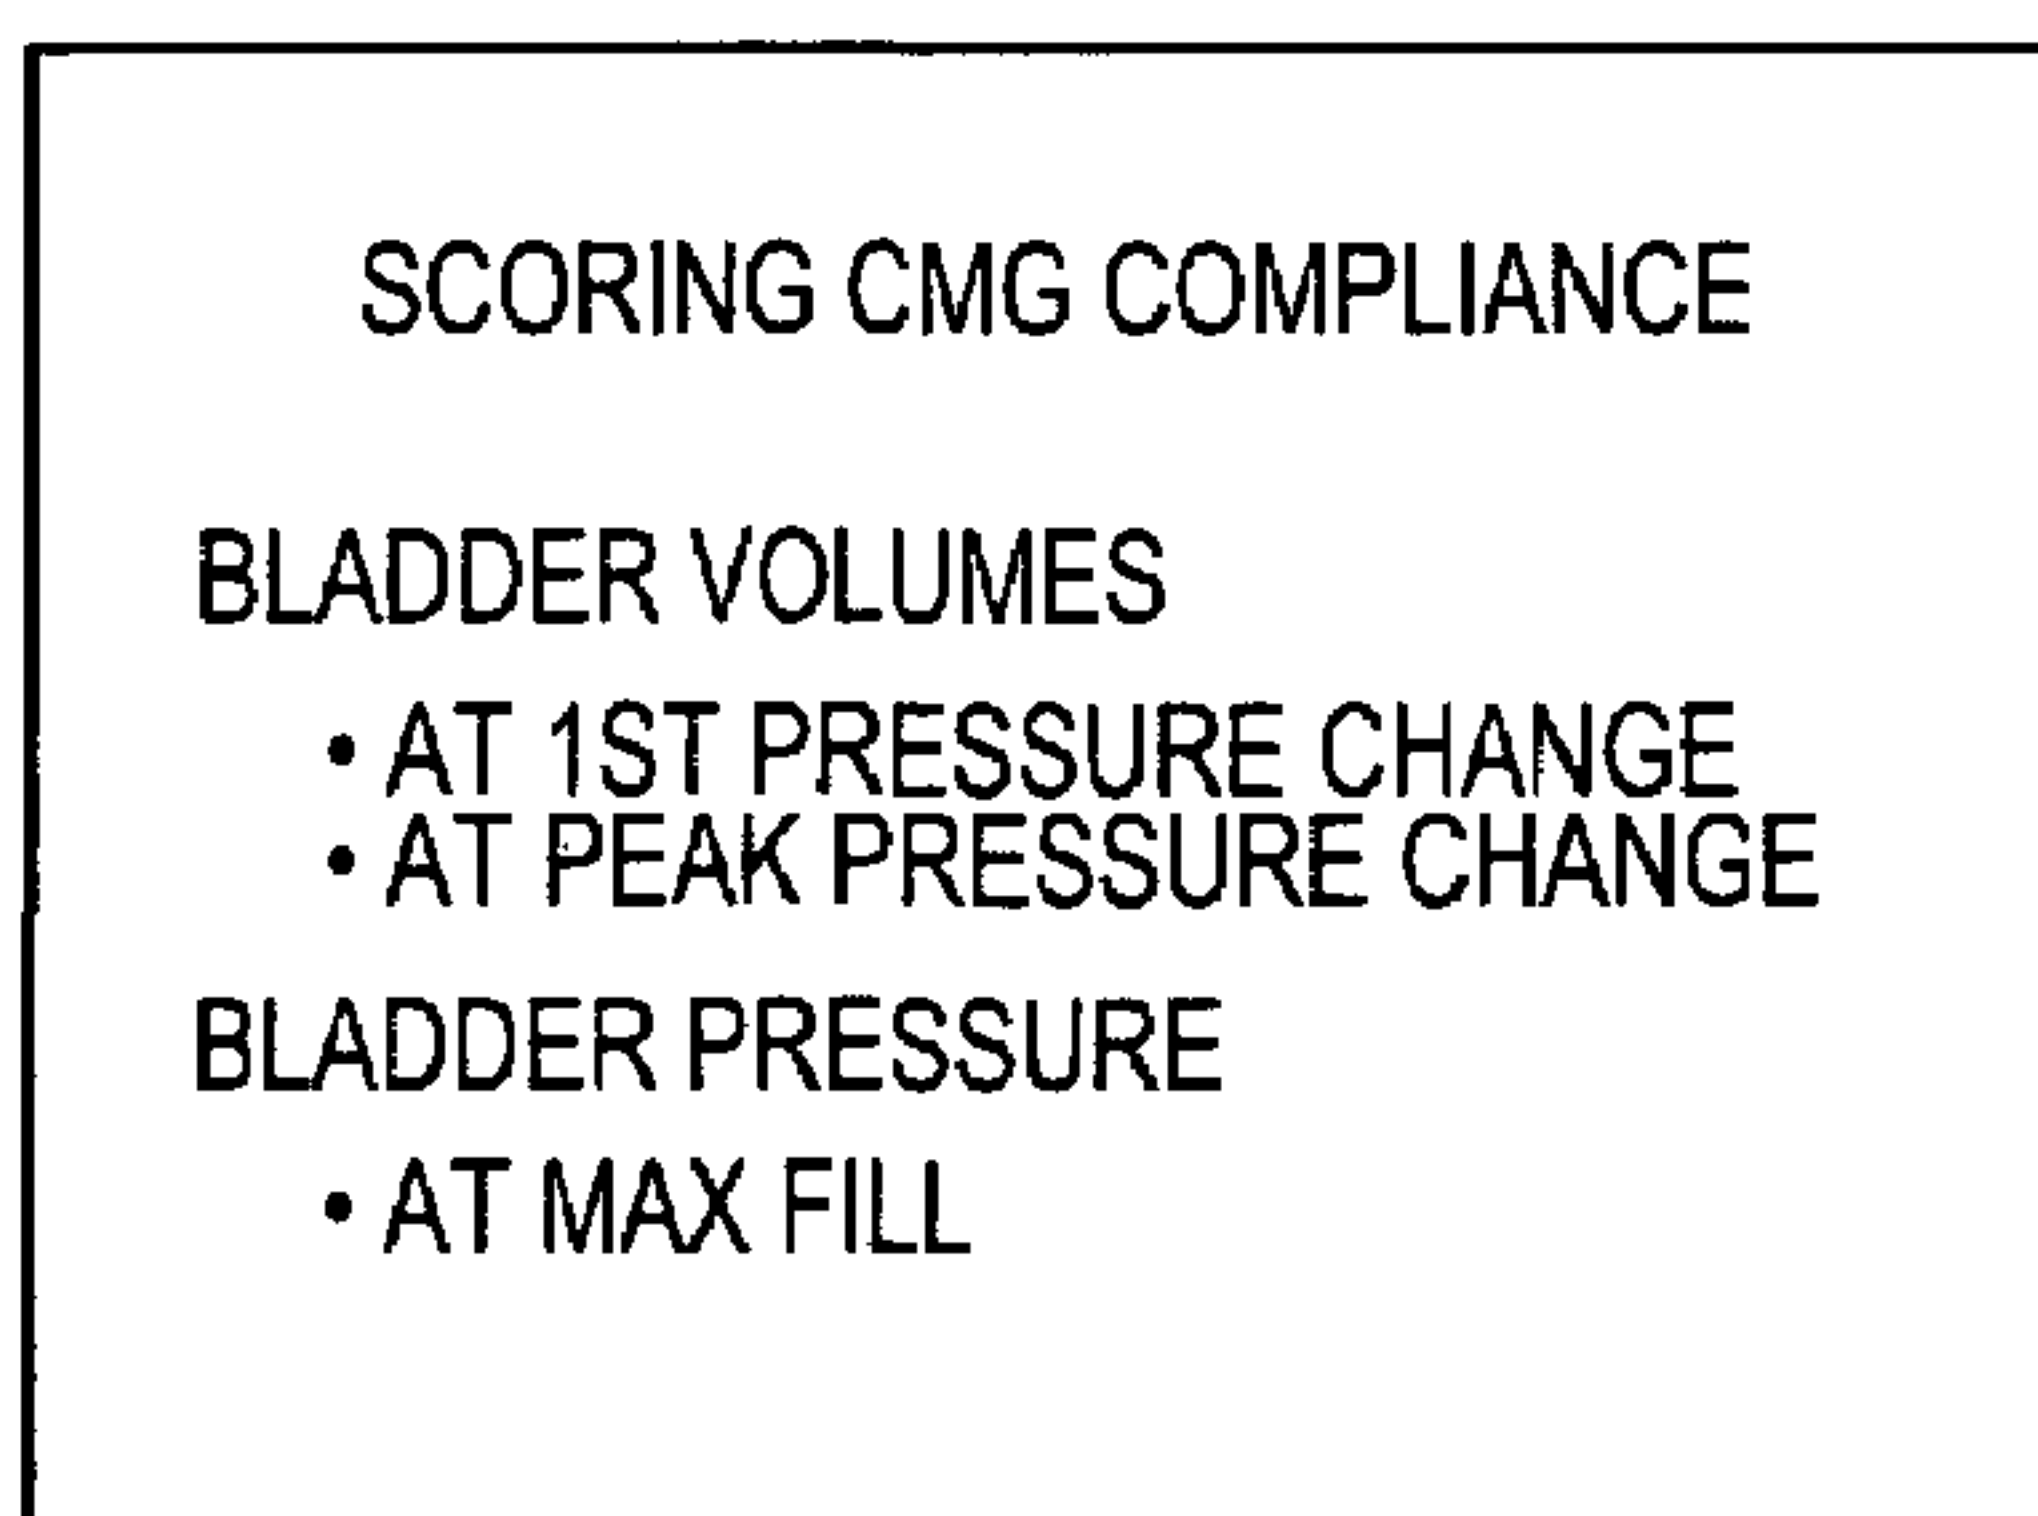 SCORING CMG COMPLIANCE
BLADDER VOLUMES
• AT 1ST PRESSURE CHANGE
• AT PEAK PRESSURE CHANGE
BLADDER PRESSURE
• AT MAX FILL